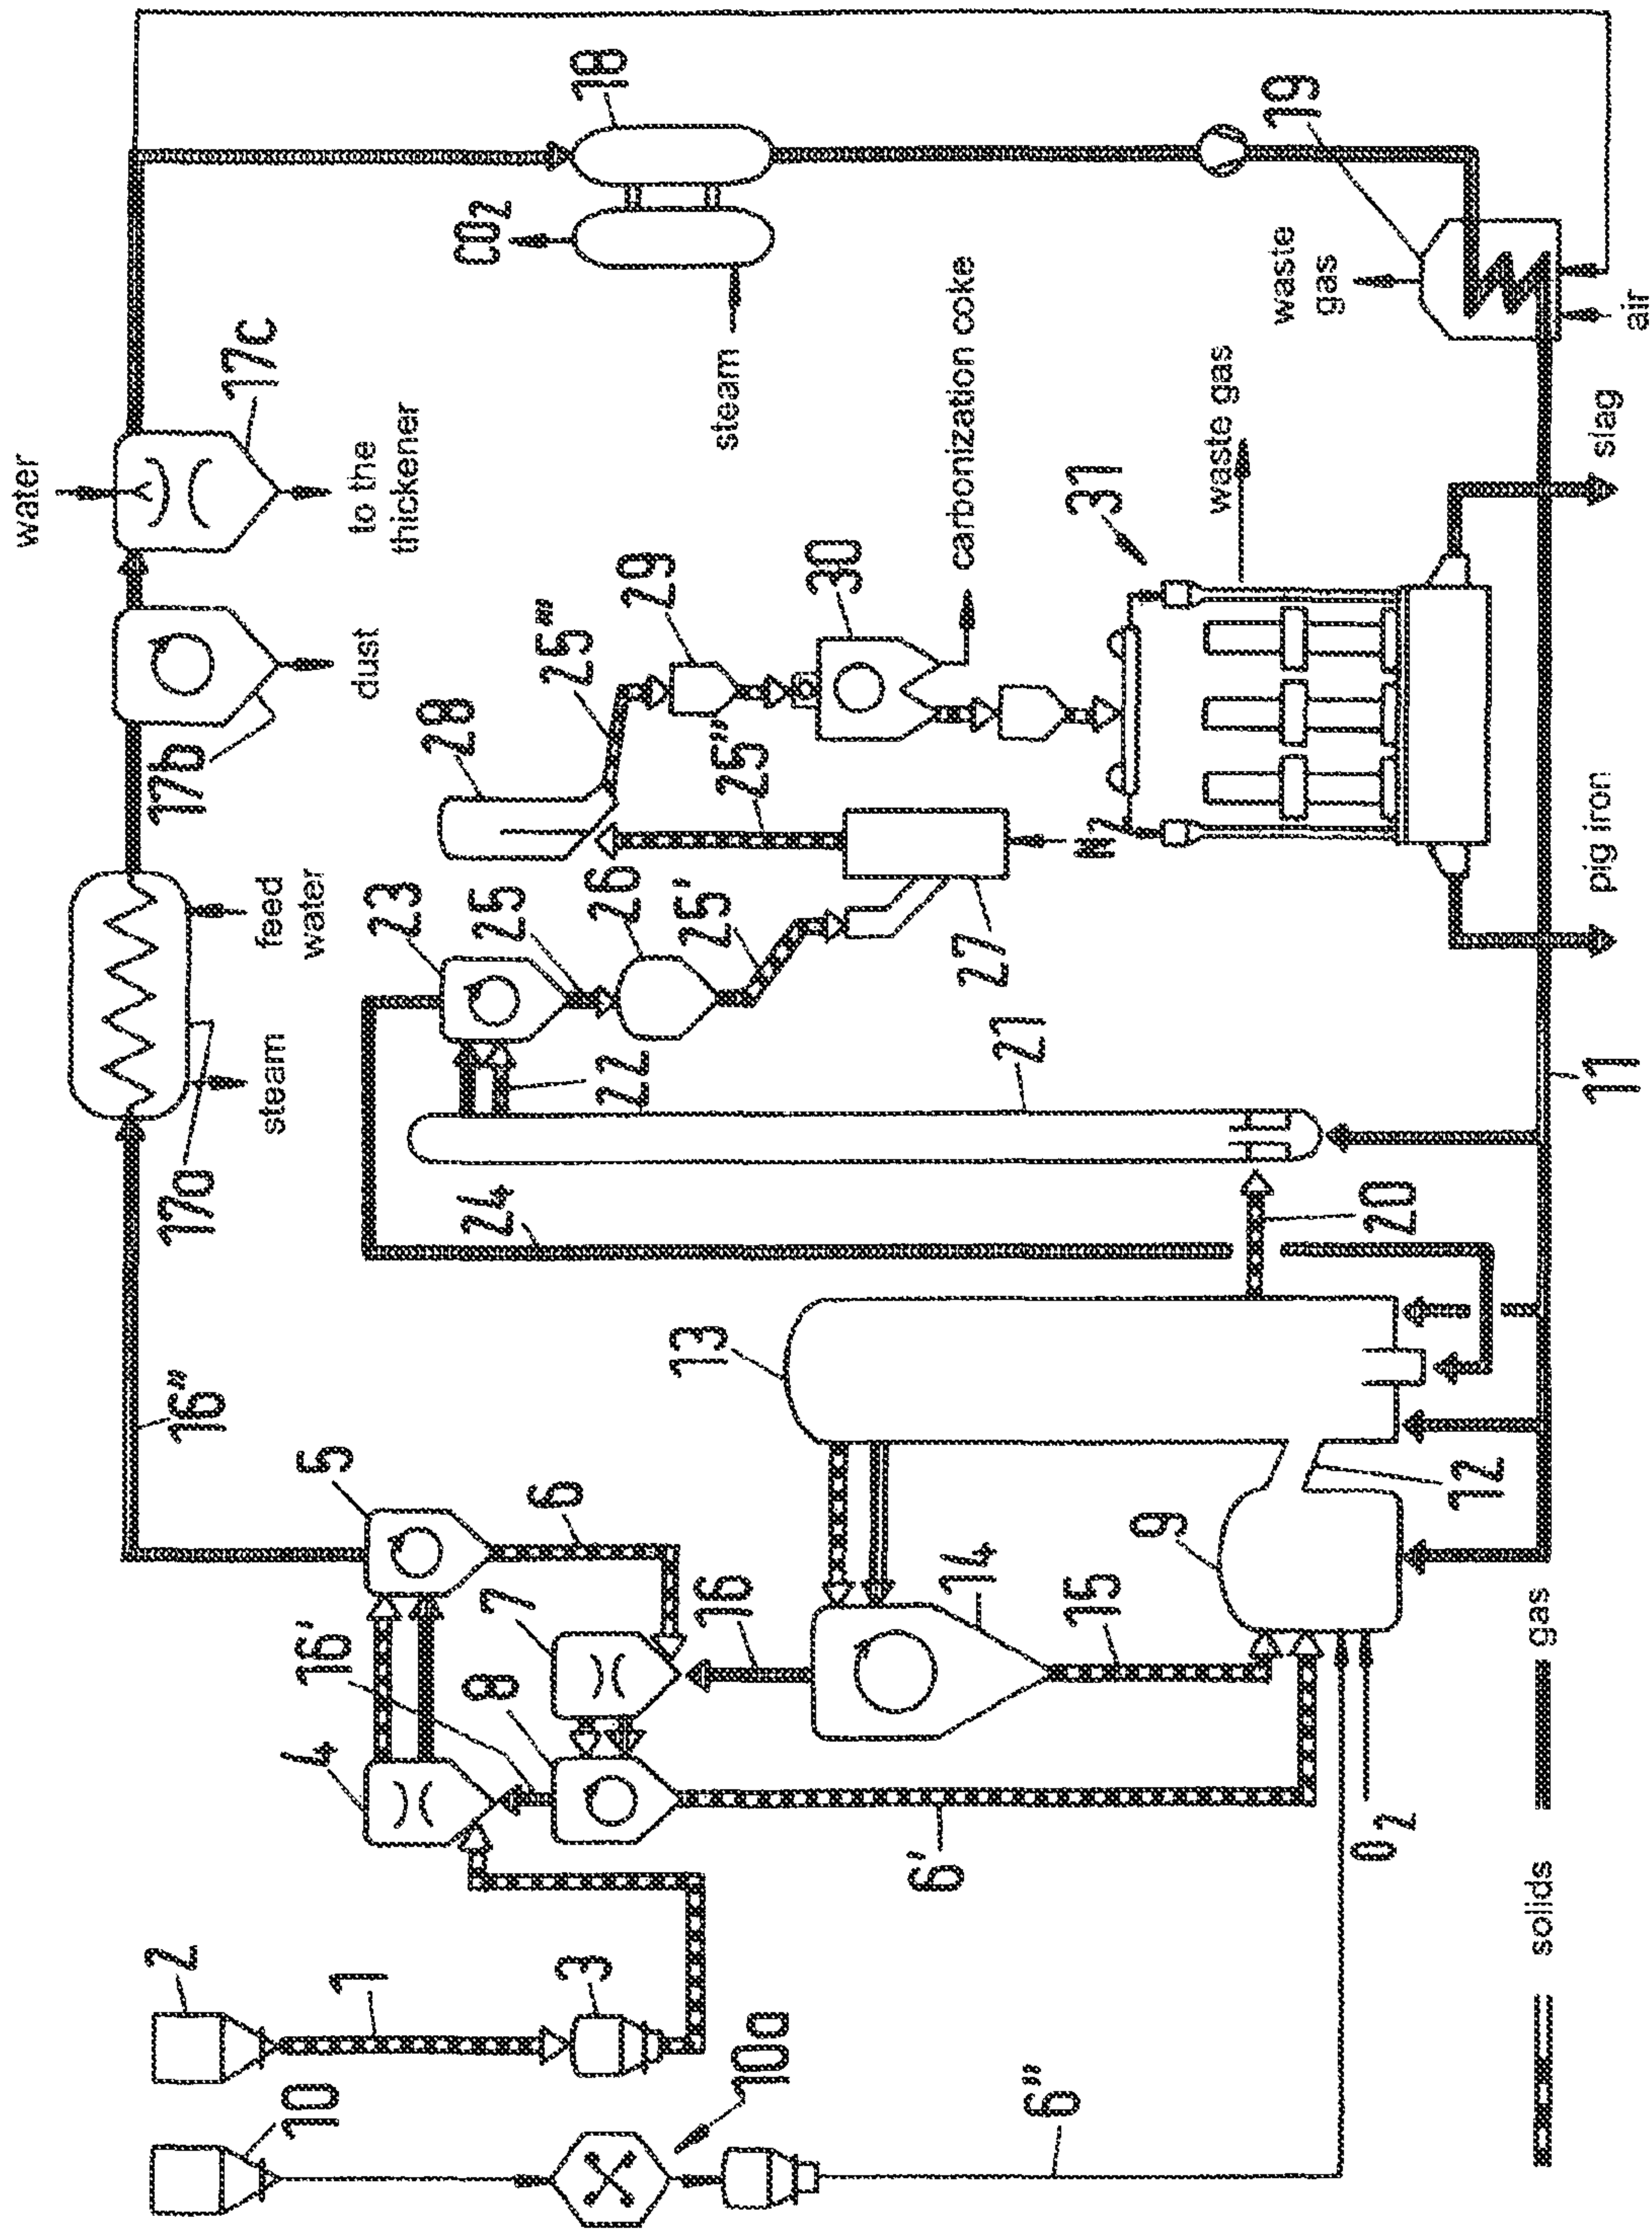 water
17c
to the
thickener
18
CO2
steam
19
waste
gas
air
dust
17b
feed
water
steam
17a
16"
28
25'''
29
30
carbonization coke
31
waste gas
slag
pig iron
23
25
26
25'
25"
27
N2
22
21
24
20
11
13
12
5
6
7
16
14
15
9
4
16'
8
6'
O2
2
1
3
10
10a
6"
solids
gas